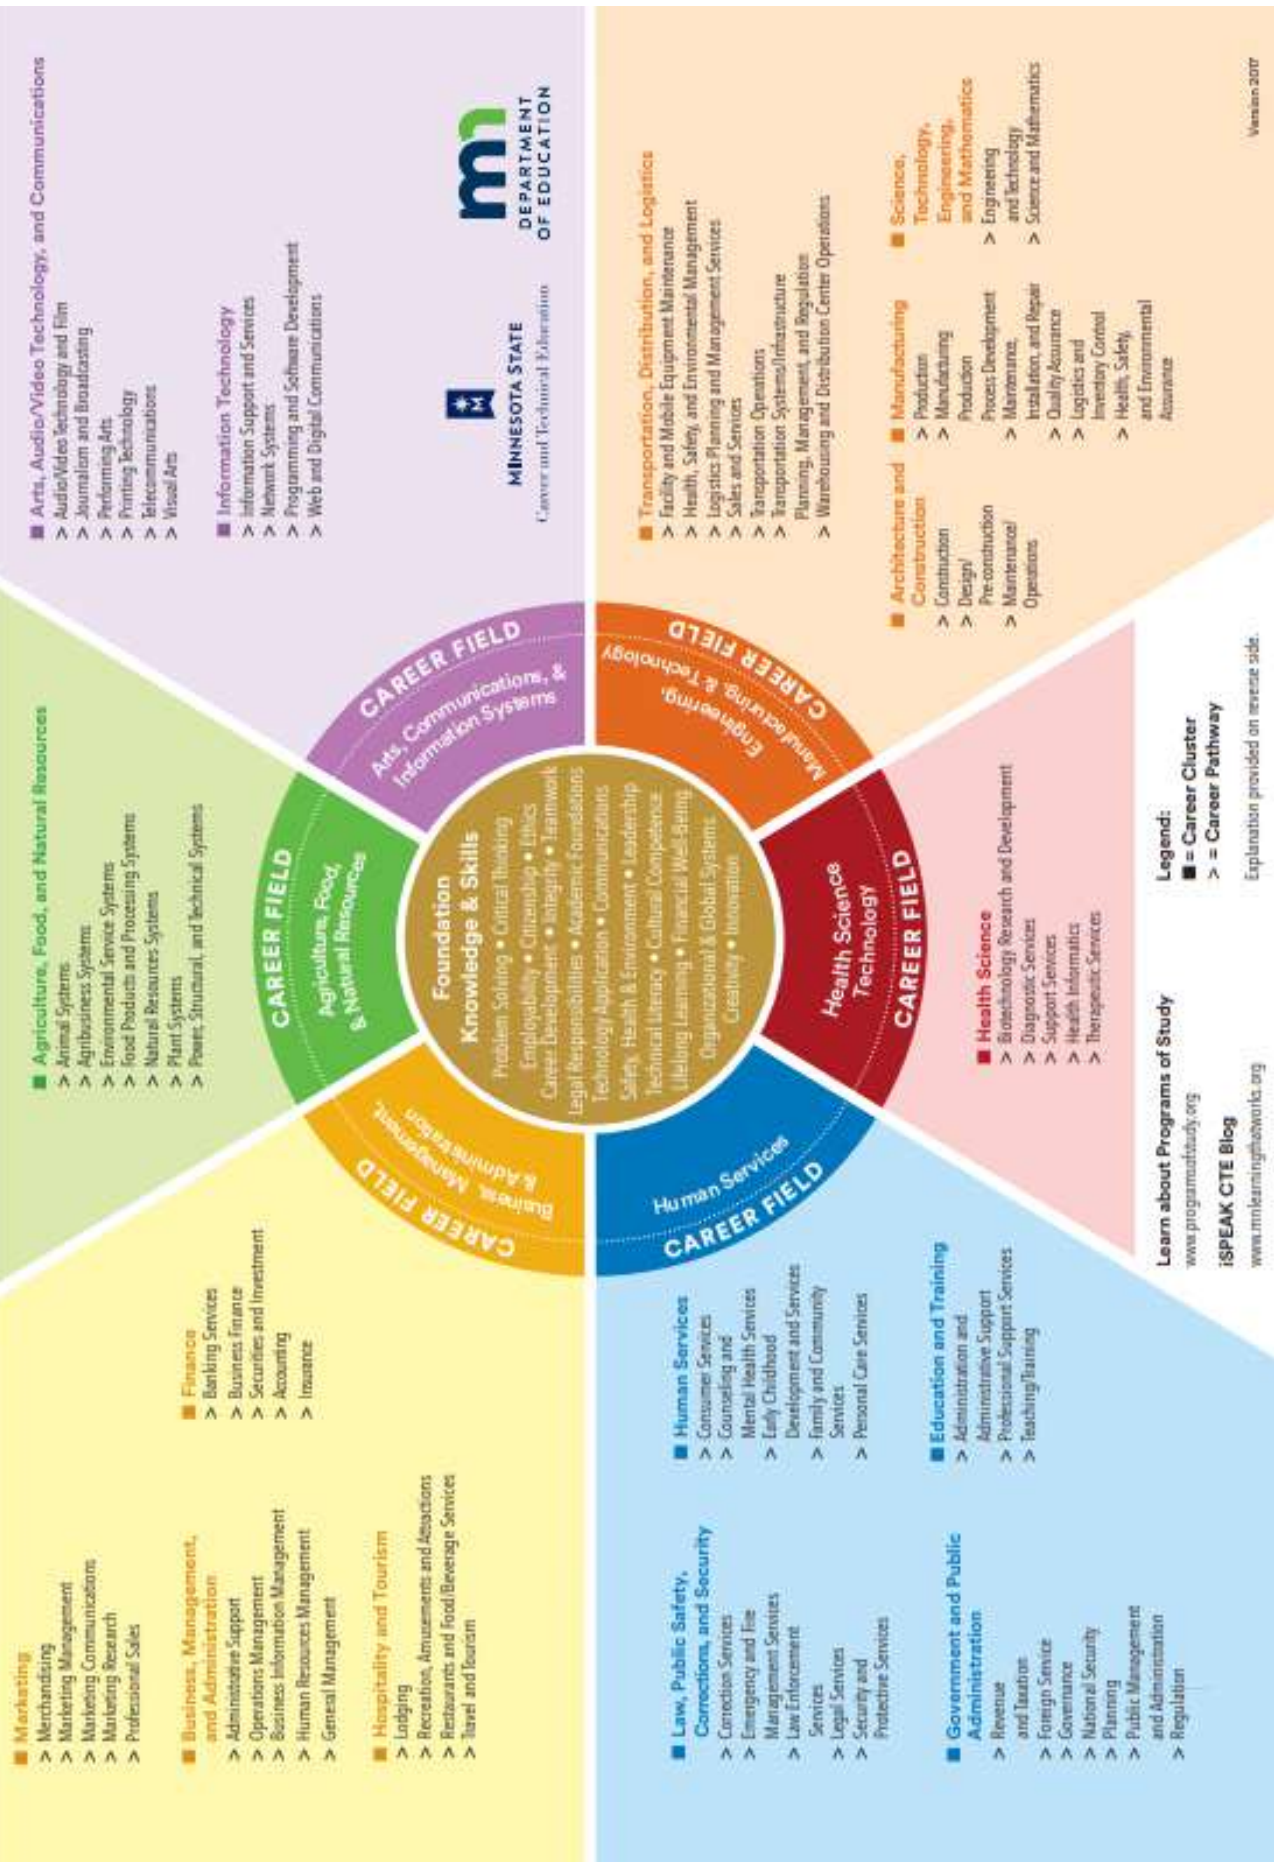 Marketing
> Merchandising
> Marketing Management
> Marketing Communications
> Marketing Research
> Professional Sales
Business, Management,
and Administration
> Administrative Support
> Operations Management
> Business Information Management
> Human Resources Management
> General Management
Hospitality and Tourism
> Lodging
> Recreation, Amusements and Attractions
> Restaurants and Food/Beverage Services
> Travel and Tourism
Finance
> Banking Services
> Business Finance
> Securities and Investment
> Accounting
> Insurance
Agriculture, Food, and Natural Resources
> Animal Systems
> Agribusiness Systems
> Environmental Service Systems
> Food Products and Processing Systems
> Natural Resources Systems
> Plant Systems
> Power, Structural, and Technical Systems
Arts, Audio/Video Technology, and Communications
> Audio/Video Technology and Film
> Journalism and Broadcasting
> Performing Arts
> Printing Technology
> Telecommunications
> Visual Arts
Information Technology
> Information Support and Services
> Network Systems
> Programming and Software Development
> Web and Digital Communications
MINNESOTA STATE
Career and Technical Education
mn
DEPARTMENT
OF EDUCATION
CAREER FIELD
Business, Management,
& Administration
CAREER FIELD
Agriculture, Food,
& Natural Resources
CAREER FIELD
Arts, Communications, &
Information Systems
Foundation
Knowledge & Skills
Problem Solving • Critical Thinking
Employability • Citizenship • Ethics
Career Development • Integrity • Teamwork
Legal Responsibilities • Academic Foundations
Technology Application • Communications
Safety, Health & Environment • Leadership
Technical Literacy • Cultural Competence
Lifelong Learning • Financial Well-Being
Organizational & Global Systems
Creativity • Innovation
Human Services
CAREER FIELD
Health Science
Technology
CAREER FIELD
Engineering,
Manufacturing, & Technology
CAREER FIELD
Law, Public Safety,
Corrections, and Security
> Correction Services
> Emergency and Fire
Management Services
> Law Enforcement
Services
> Legal Services
> Security and
Protective Services
Government and Public
Administration
> Revenue
and Taxation
> Foreign Service
> Governance
> National Security
> Planning
> Public Management
and Administration
> Regulation
Human Services
> Consumer Services
> Counseling and
Mental Health Services
> Early Childhood
Development and Services
> Family and Community
Services
> Personal Care Services
Education and Training
> Administration and
Administrative Support
> Professional Support Services
> Teaching/Training
Health Science
> Biotechnology Research and Development
> Diagnostic Services
> Support Services
> Health Informatics
> Therapeutic Services
Transportation, Distribution, and Logistics
> Facility and Mobile Equipment Maintenance
> Health, Safety, and Environmental Management
> Logistics Planning and Management Services
> Sales and Services
> Transportation Operations
> Transportation Systems/Infrastructure
Planning, Management, and Regulation
> Warehousing and Distribution Center Operations
Architecture and
Construction
> Construction
> Design/
Pre-construction
> Maintenance/
Operations
Manufacturing
> Production
> Manufacturing
Production
Process Development
> Maintenance,
Installation, and Repair
> Quality Assurance
> Logistics and
Inventory Control
> Health, Safety,
and Environmental
Assurance
Science,
Technology,
Engineering,
and Mathematics
> Engineering
and Technology
> Science and Mathematics
Learn about Programs of Study
www.programsofstudy.org
iSPEAK CTE Blog
www.mnlearningthatworks.org
Legend:
■ = Career Cluster
> = Career Pathway
Explanation provided on reverse side.
Version 2017